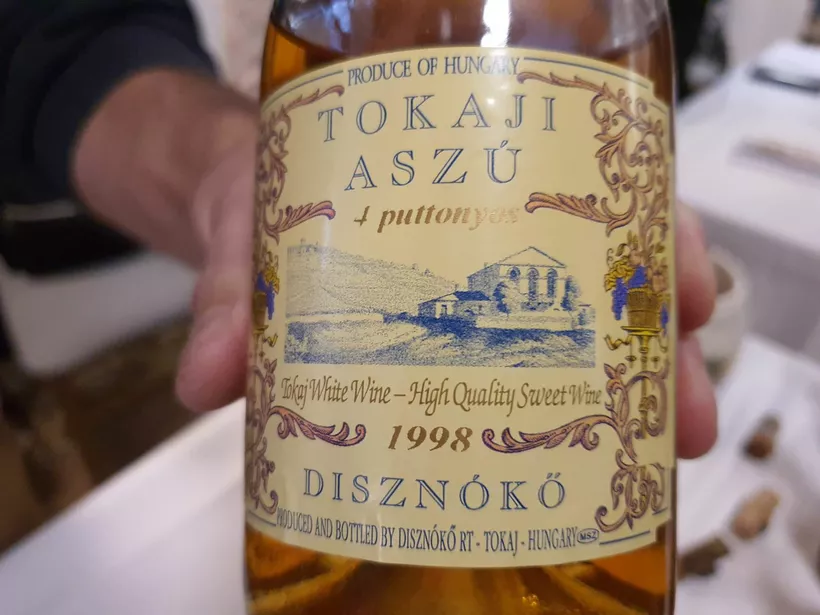 PRODUCE OF HUNGARY
TOKAJI
ASZÚ
4 puttonyos
Tokaj White Wine – High Quality Sweet Wine
1998
DISZNÓKŐ
PRODUCED AND BOTTLED BY DISZNÓKŐ RT - TOKAJ - HUNGARY MSZ